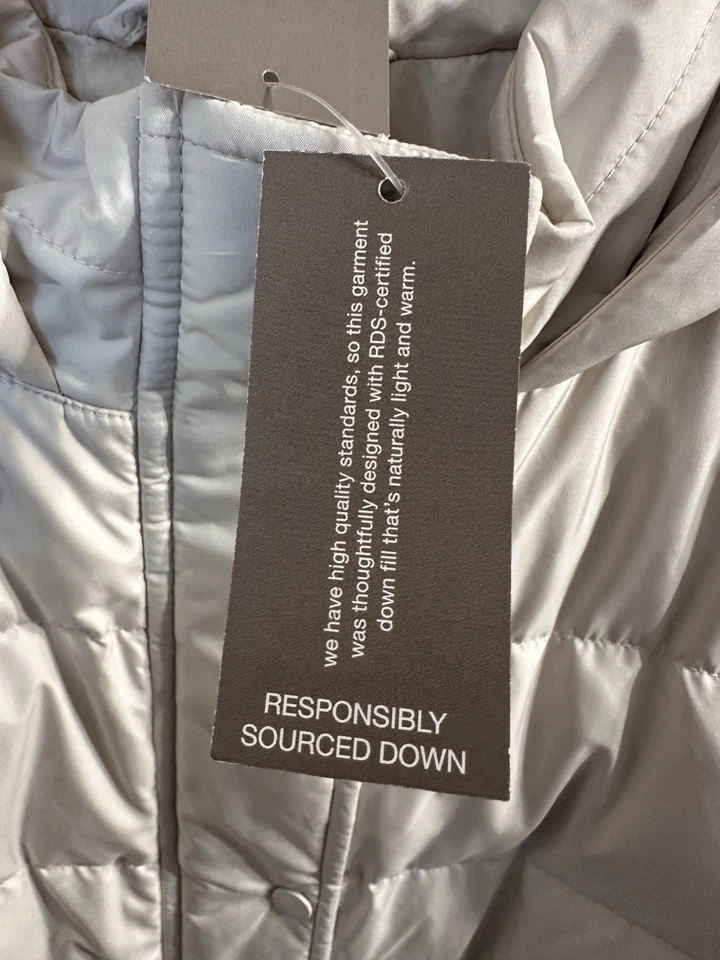 we have high quality standards, so this garment
was thoughtfully designed with RDS-certified
down fill that's naturally light and warm.
RESPONSIBLY
SOURCED DOWN